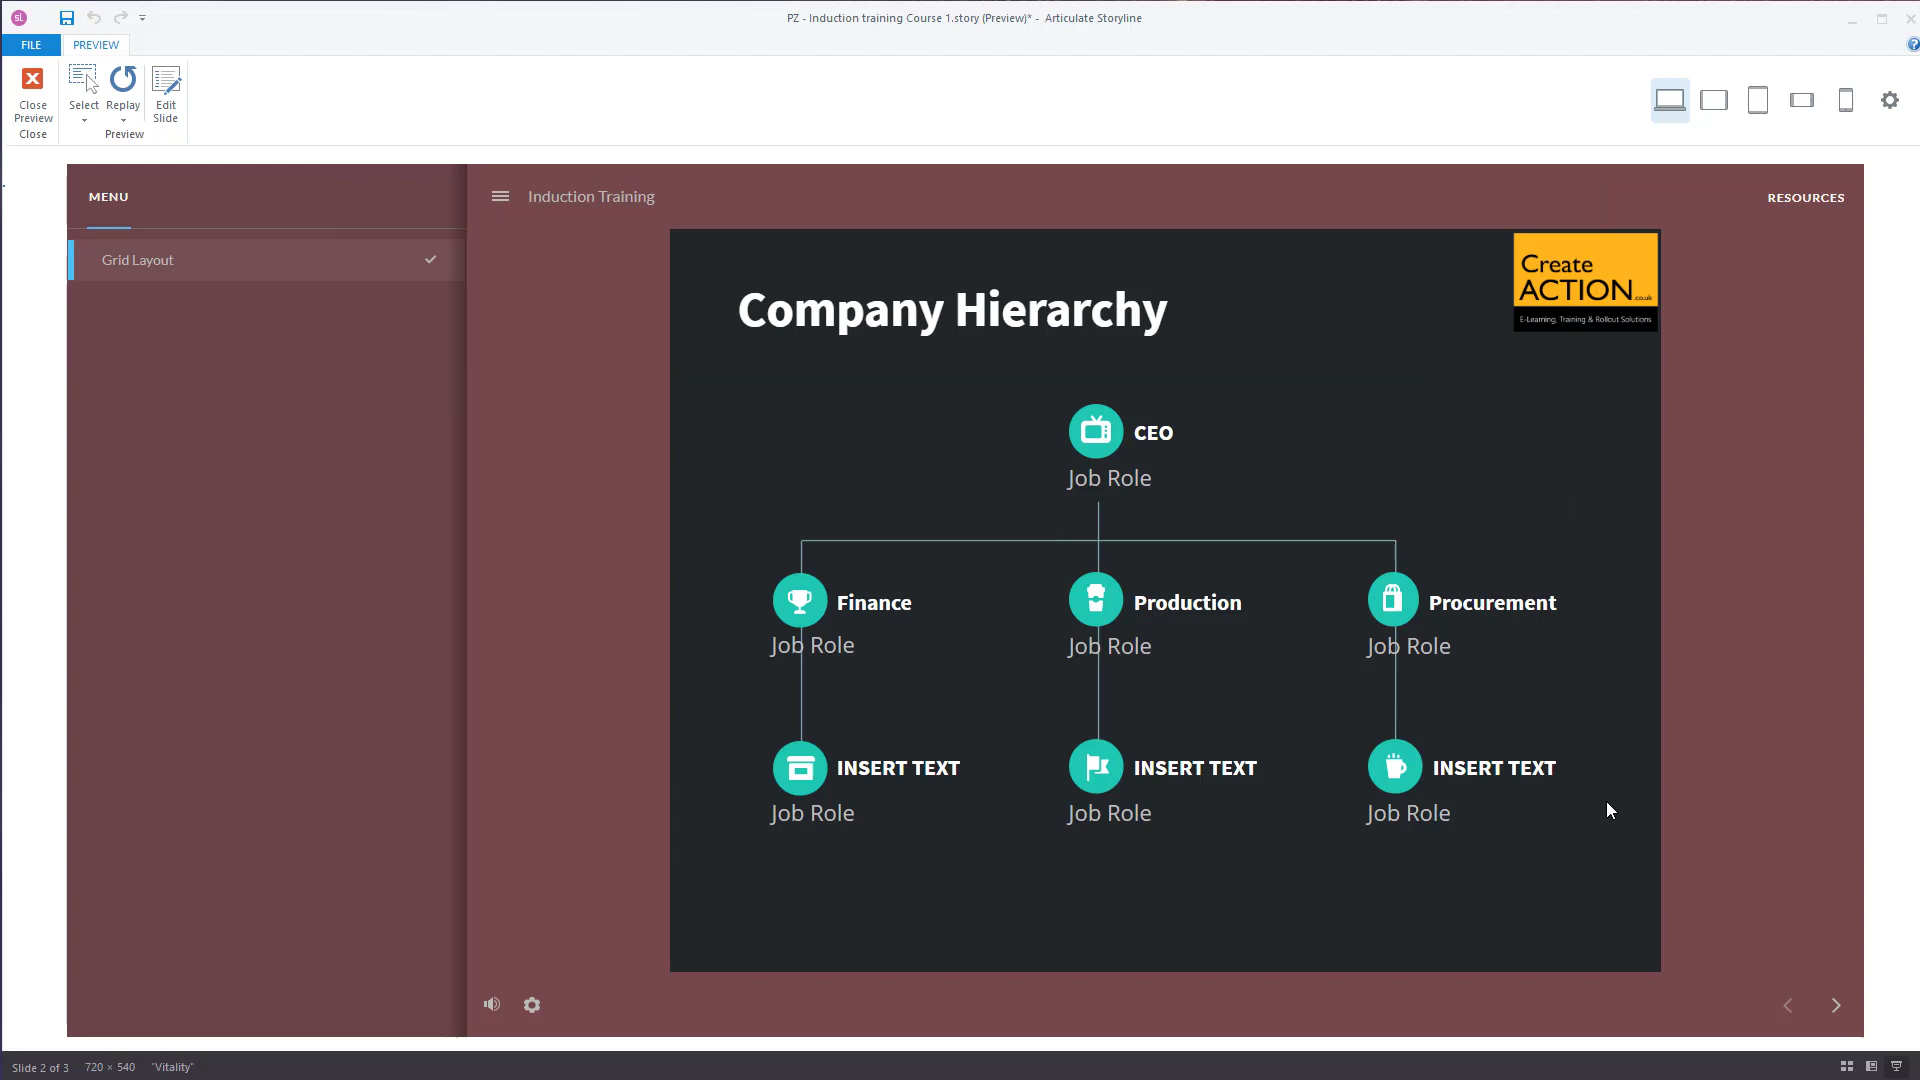 PZ - Induction training Course 1.story (Preview)* - Articulate Storyline
FILE
PREVIEW
Close Preview
Select
Replay
Edit Slide
Close
Preview
MENU
Induction Training
RESOURCES
Grid Layout
Create
ACTION.co.uk
E-Learning, Training & Rollout Solutions
Company Hierarchy
CEO
Job Role
Finance
Job Role
Production
Job Role
Procurement
Job Role
INSERT TEXT
Job Role
INSERT TEXT
Job Role
INSERT TEXT
Job Role
Slide 2 of 3
720 × 540
"Vitality"